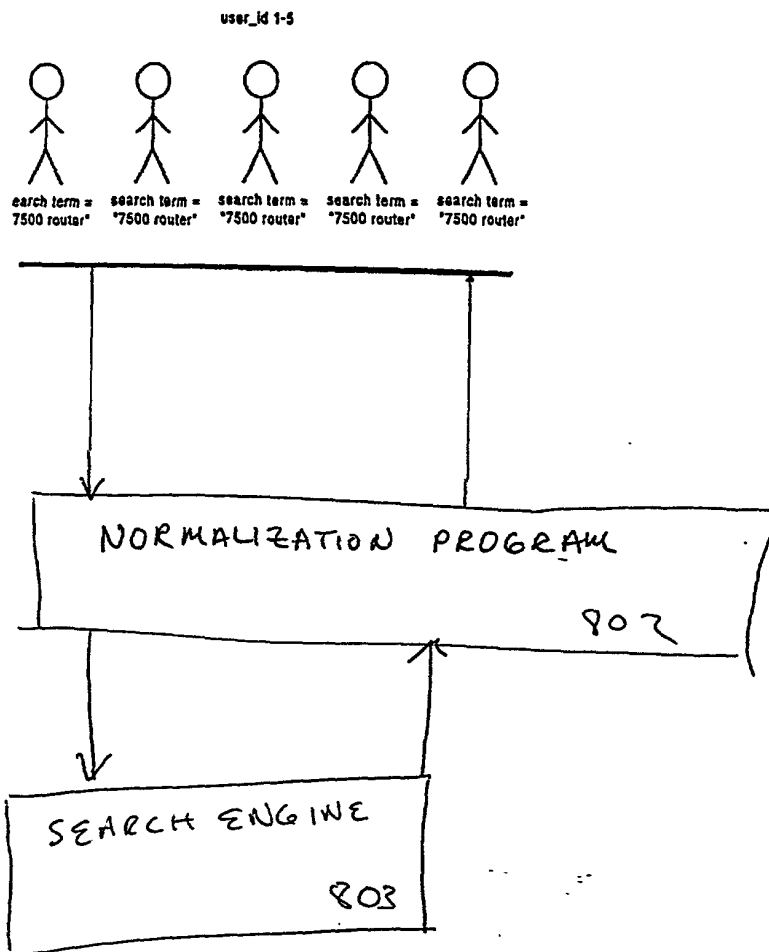 user_id 1-5
earch term = search term = search term = search term = search term =
7500 router" "7500 router" "7500 router" "7500 router" "7500 router"
NORMALIZATION PROGRAM
802
SEARCH ENGINE
803